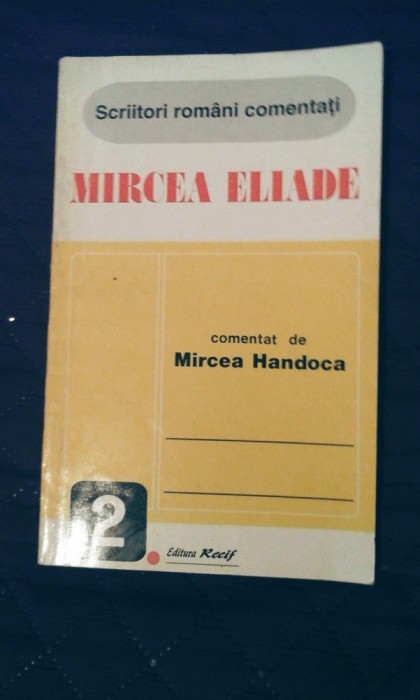 Scriitori români comentați
MIRCEA ELIADE
comentat de
Mircea Handoca
2
Editura Recif